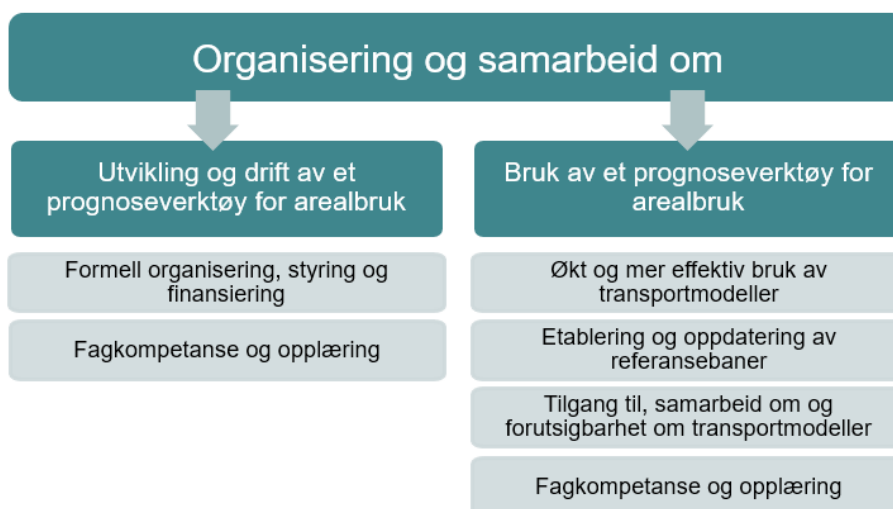 Organisering og samarbeid om
Utvikling og drift av et
prognoseverktøy for arealbruk
Formell organisering, styring og
finansiering
Fagkompetanse og opplæring
Bruk av et prognoseverktøy for
arealbruk
Økt og mer effektiv bruk av
transportmodeller
Etablering og oppdatering av
referansebaner
Tilgang til, samarbeid om og
forutsigbarhet om transportmodeller
Fagkompetanse og opplæring